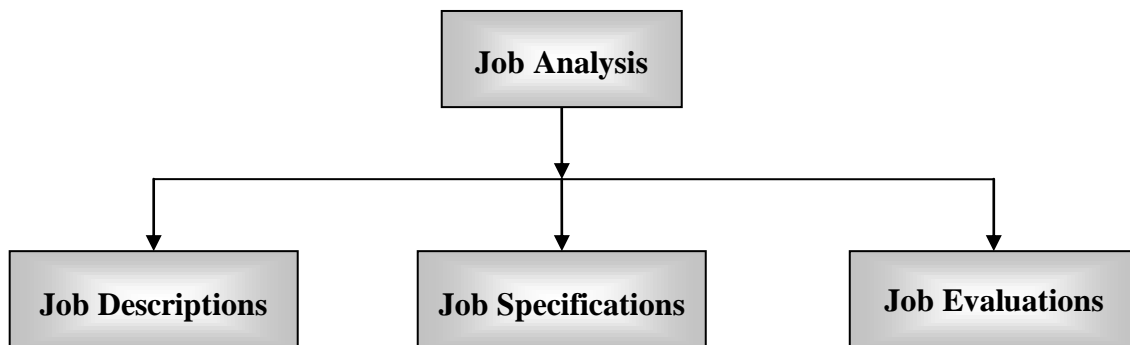 Job Analysis
Job Descriptions
Job Specifications
Job Evaluations